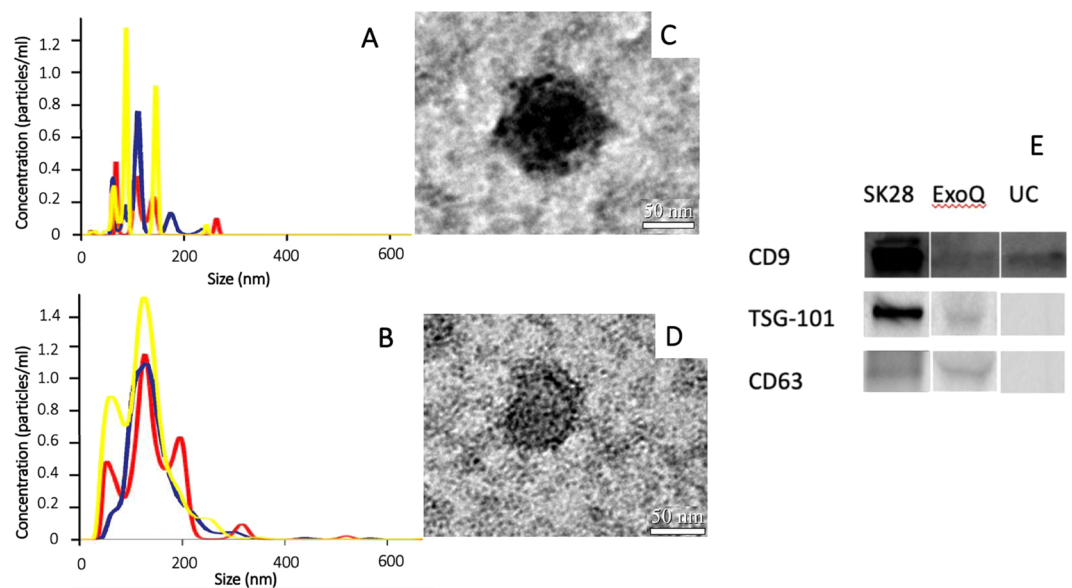 A
Concentration (particles/ml)
1.2
1.0
0.8
0.6
0.4
0.2
0
0
200
400
600
Size (nm)
C
50 nm
B
Concentration (particles/ml)
1.4
1.2
1.0
0.8
0.6
0.4
0.2
0
0
200
400
600
Size (nm)
D
50 nm
E
SK28 ExoQ UC
CD9
TSG-101
CD63